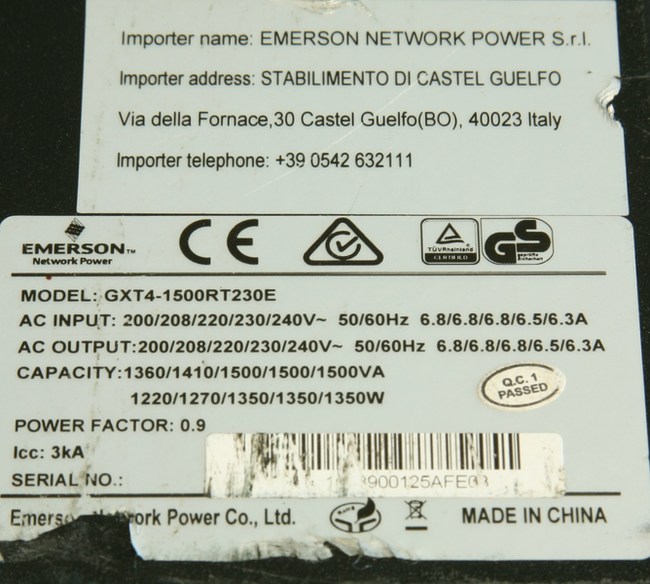 Importer name: EMERSON NETWORK POWER S.r.l.
Importer address: STABILIMENTO DI CASTEL GUELFO
Via della Fornace,30 Castel Guelfo(BO), 40023 Italy
Importer telephone: +39 0542 632111
EMERSON™
Network Power
CE
TÜVRheinland
CERTIFIED
GS
geprüfte
Sicherheit
MODEL: GXT4-1500RT230E
AC INPUT: 200/208/220/230/240V~ 50/60Hz 6.8/6.8/6.8/6.5/6.3A
AC OUTPUT:200/208/220/230/240V~ 50/60Hz 6.8/6.8/6.8/6.5/6.3A
CAPACITY:1360/1410/1500/1500/1500VA
1220/1270/1350/1350/1350W
Q.C. 1
PASSED
POWER FACTOR: 0.9
Icc: 3kA
SERIAL NO.:
Power Co., Ltd.
MADE IN CHINA